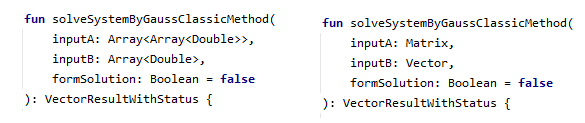 fun solveSystemByGaussClassicMethod(
    inputA: Array<Array<Double>>,
    inputB: Array<Double>,
    formSolution: Boolean = false
): VectorResultWithStatus {
fun solveSystemByGaussClassicMethod(
    inputA: Matrix,
    inputB: Vector,
    formSolution: Boolean = false
): VectorResultWithStatus {